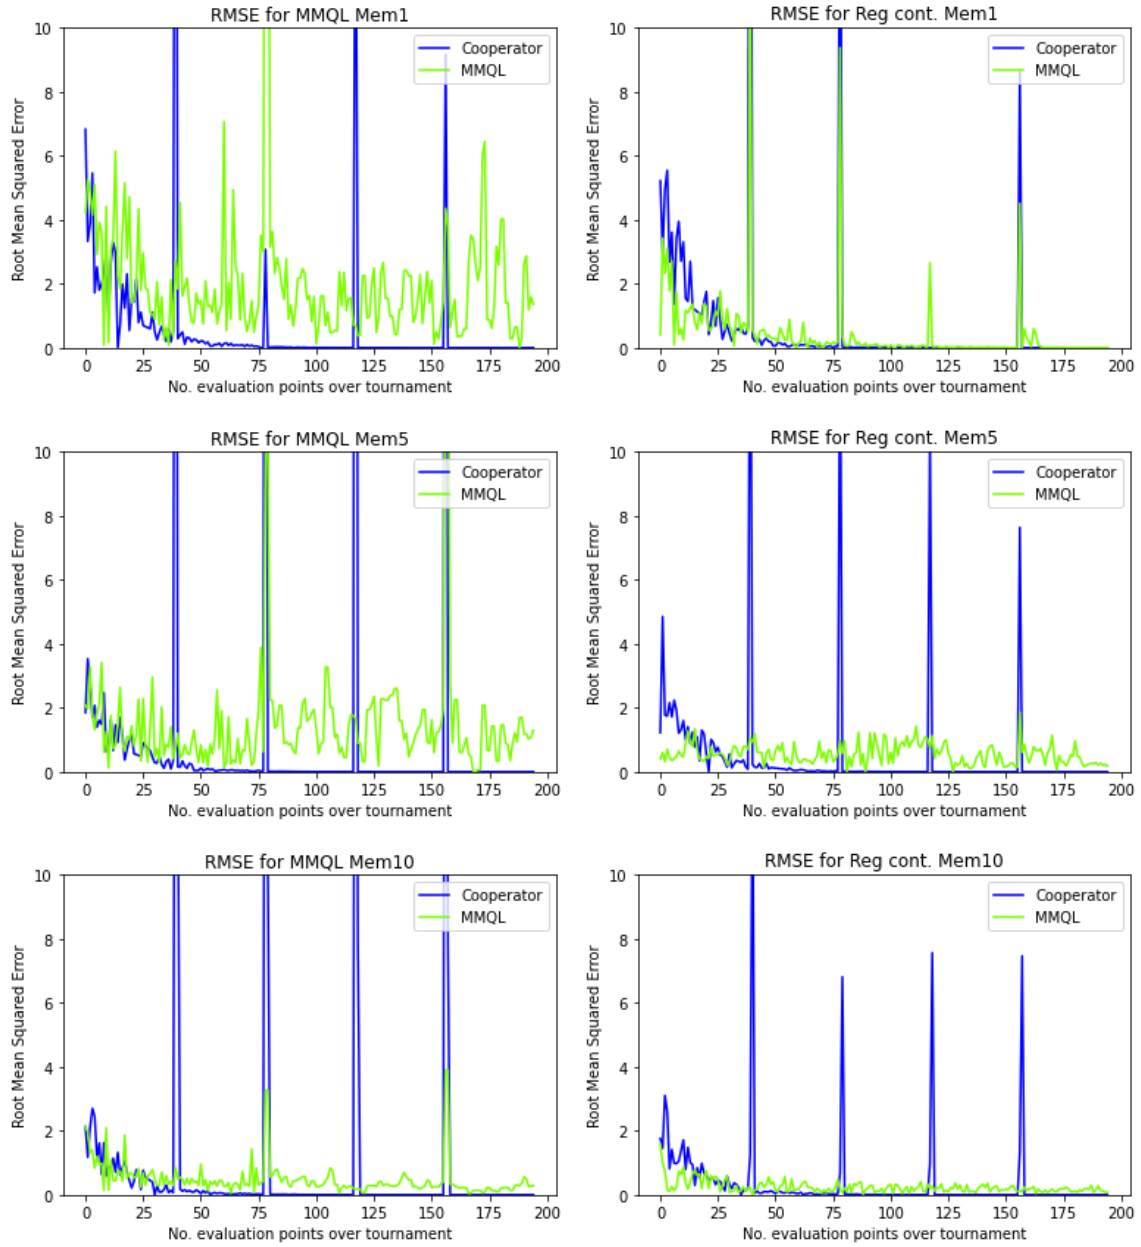 RMSE for MMQL Mem1
10
8
6
4
2
0
Root Mean Squared Error
Cooperator
MMQL
0 25 50 75 100 125 150 175 200
No. evaluation points over tournament
RMSE for Reg cont. Mem1
10
8
6
4
2
0
Root Mean Squared Error
Cooperator
MMQL
0 25 50 75 100 125 150 175 200
No. evaluation points over tournament
RMSE for MMQL Mem5
10
8
6
4
2
0
Root Mean Squared Error
Cooperator
MMQL
0 25 50 75 100 125 150 175 200
No. evaluation points over tournament
RMSE for Reg cont. Mem5
10
8
6
4
2
0
Root Mean Squared Error
Cooperator
MMQL
0 25 50 75 100 125 150 175 200
No. evaluation points over tournament
RMSE for MMQL Mem10
10
8
6
4
2
0
Root Mean Squared Error
Cooperator
MMQL
0 25 50 75 100 125 150 175 200
No. evaluation points over tournament
RMSE for Reg cont. Mem10
10
8
6
4
2
0
Root Mean Squared Error
Cooperator
MMQL
0 25 50 75 100 125 150 175 200
No. evaluation points over tournament